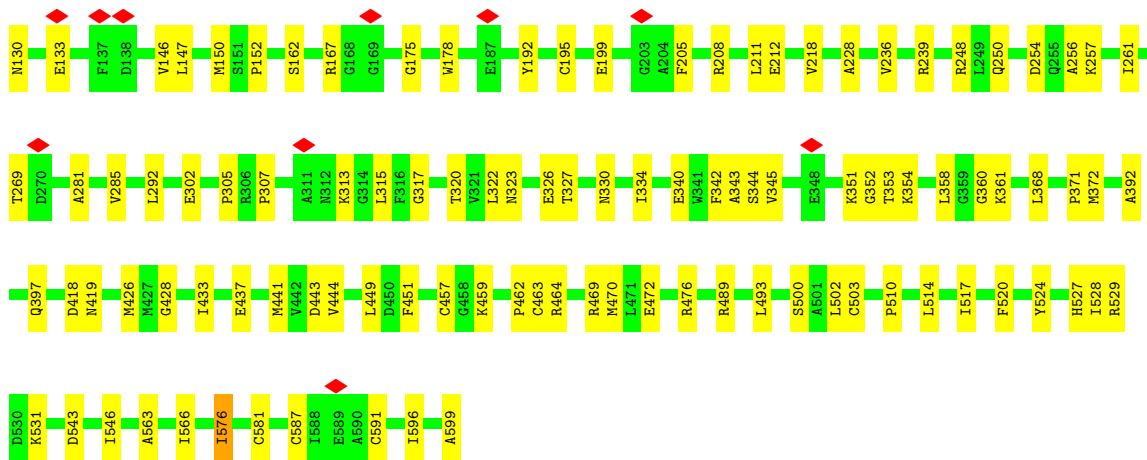 N130 E133 F137 D138 V146 L147 M150 S151 P152 S162 R167 G168 G169 G175 W178 E187 Y192 C195 E199 G203 A204 F205 R208 L211 E212 V218 A228 V236 R239 R248 L249 Q250 D254 Q255 A256 K257 I261
T269 D270 A281 V285 L292 E302 P305 R306 P307 A311 N312 K313 G314 L315 F316 G317 T320 V321 L322 N323 E326 T327 N330 I334 E340 W341 F342 A343 S344 V345 E348 K351 G352 T353 K354 L358 G359 G360 K361 L368 P371 M372 A392
Q397 D418 N419 M426 M427 G428 I433 E437 M441 V442 D443 V444 L449 D450 F451 C457 G458 K459 P462 C463 R464 R469 M470 L471 E472 R476 R489 L493 S500 A501 L502 C503 P510 L514 I517 F520 Y524 H527 I528 R529
D530 K531 D543 I546 A563 I566 I576 C581 C587 I588 E589 A590 C591 I596 A599